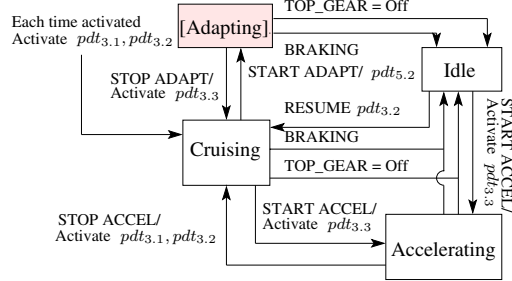 TOP_GEAR = Off
Each time activated
Activate pdt3.1, pdt3.2
[Adapting]
BRAKING
STOP ADAPT/
Activate pdt3.3
START ADAPT/ pdt5.2
Idle
RESUME pdt3.2
START ACCEL/
Activate pdt3.3
Cruising
BRAKING
TOP_GEAR = Off
STOP ACCEL/
Activate pdt3.1, pdt3.2
START ACCEL/
Activate pdt3.3
Accelerating